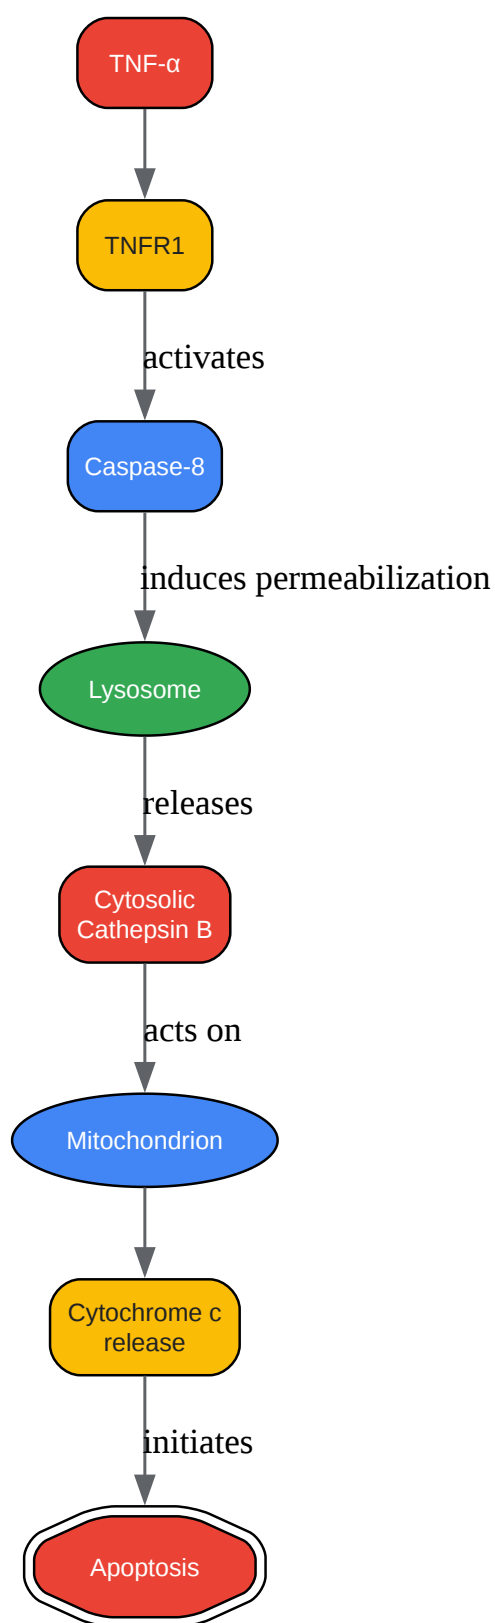 TNF-α
TNFR1
activates
Caspase-8
induces permeabilization
Lysosome
releases
Cytosolic
Cathepsin B
acts on
Mitochondrion
Cytochrome c
release
initiates
Apoptosis